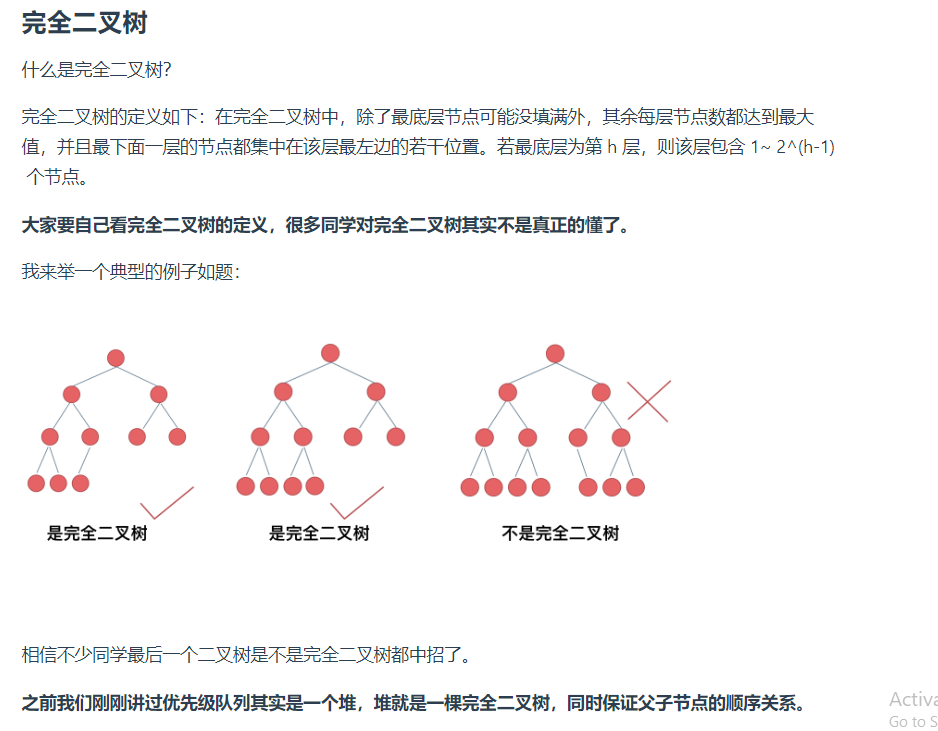 完全二叉树
什么是完全二叉树？
完全二叉树的定义如下：在完全二叉树中，除了最底层节点可能没填满外，其余每层节点数都达到最大
值，并且最下面一层的节点都集中在该层最左边的若干位置。若最底层为第 h 层，则该层包含 1~ 2^(h-1)
个节点。
大家要自己看完全二叉树的定义，很多同学对完全二叉树其实不是真正的懂了。
我来举一个典型的例子如题：
是完全二叉树
是完全二叉树
不是完全二叉树
相信不少同学最后一个二叉树是不是完全二叉树都中招了。
之前我们刚刚讲过优先级队列其实是一个堆，堆就是一棵完全二叉树，同时保证父子节点的顺序关系。
Activa
Go to S